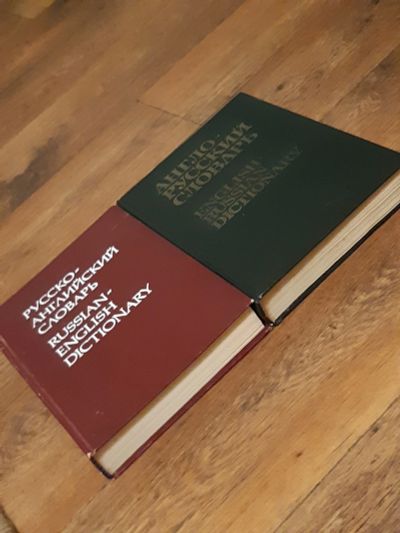 РУССКО-
АНГЛИЙСКИЙ
СЛОВАРЬ
RUSSIAN-
ENGLISH
DICTIONARY
АНГЛО-
РУССКИЙ
СЛОВАРЬ
ENGLISH-
RUSSIAN
DICTIONARY